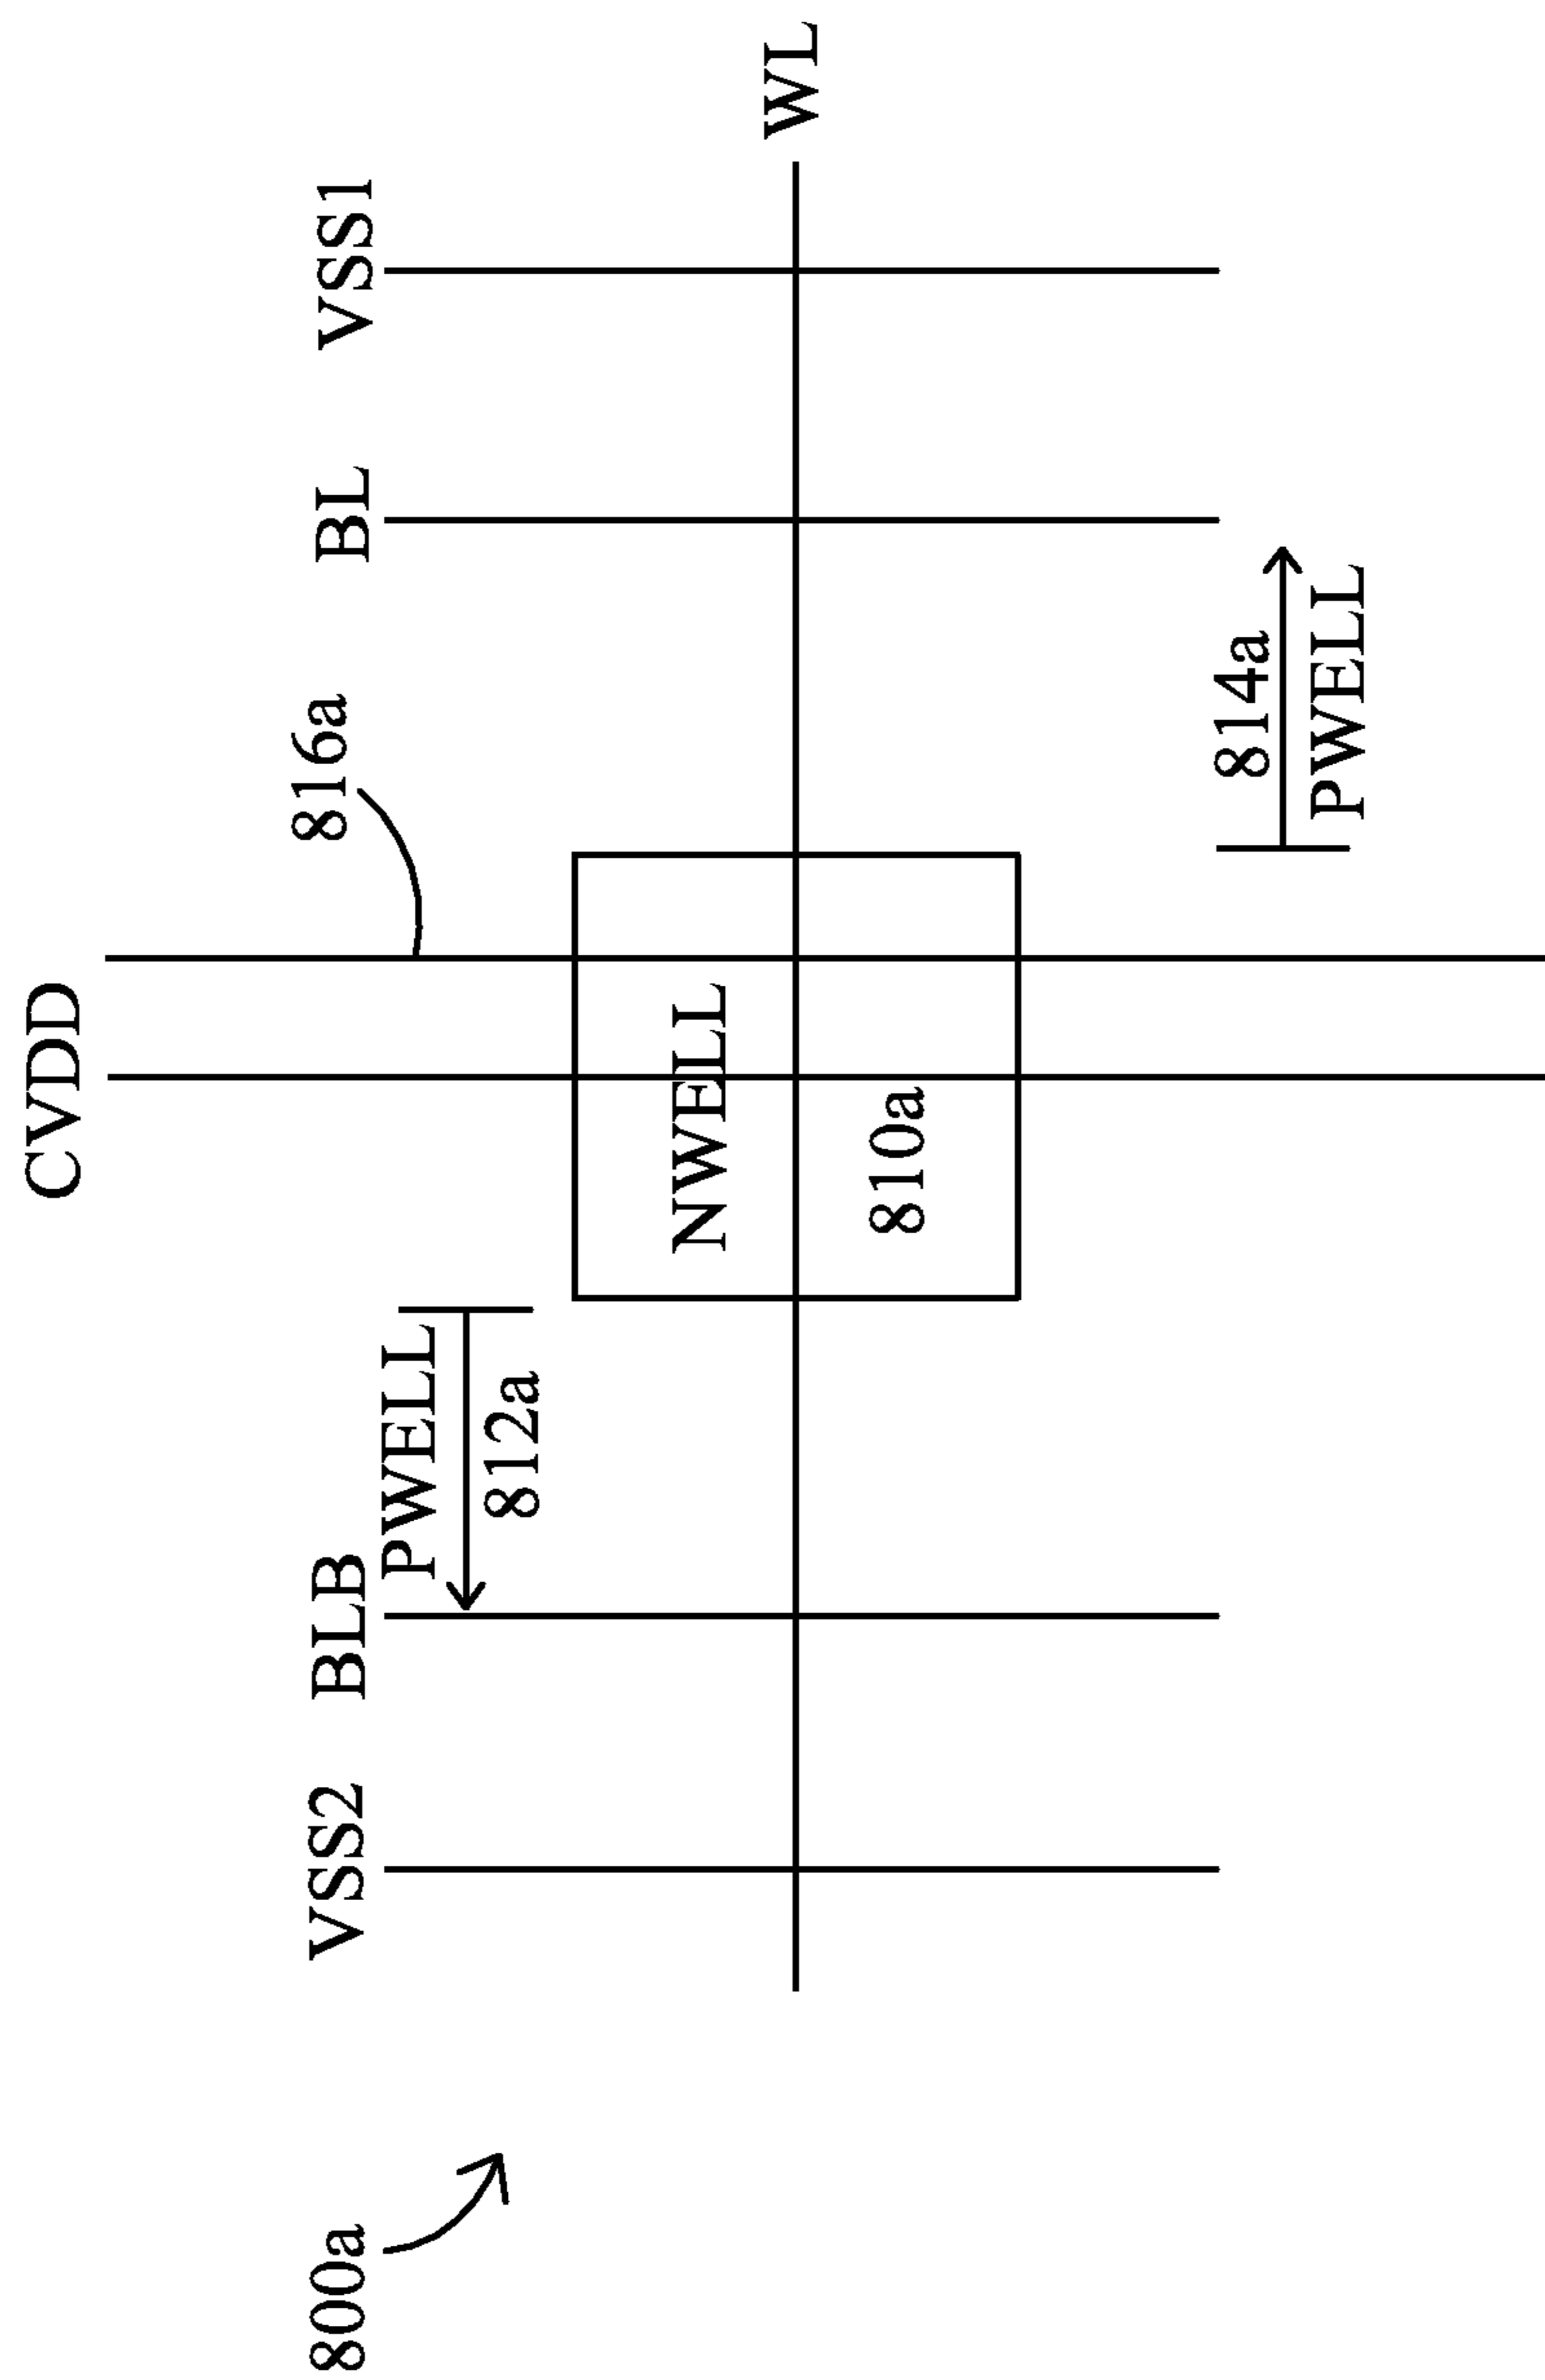 CVDD
816a
VSS2
BLB
BL
VSS1
PWELL
812a
NWELL
WL
810a
814a
PWELL
800a